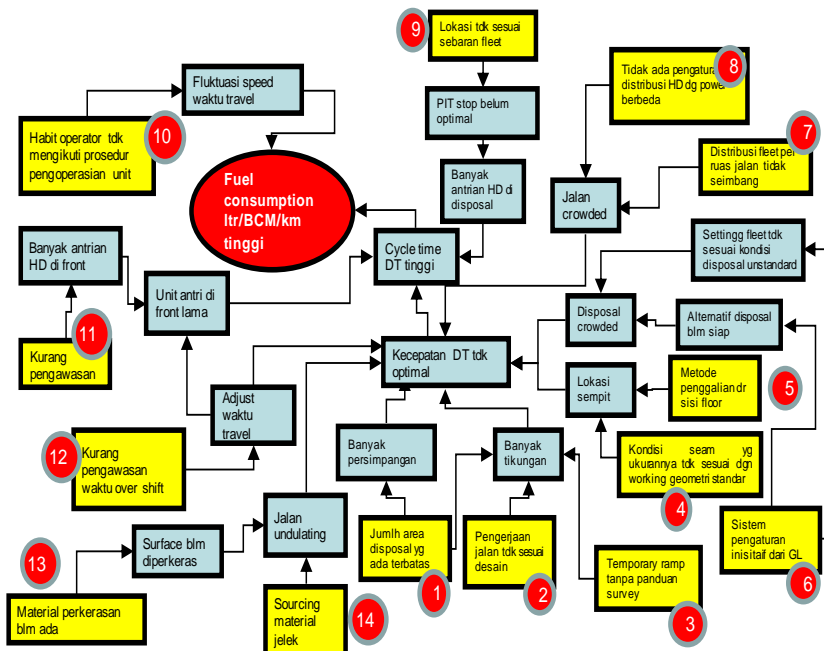 9
Lokasi tdk sesuai
sebaran fleet
Fluktuasi speed
waktu travel
Tidak ada pengaturan
distribusi HD dg power
berbeda
8
PIT stop belum
optimal
Habit operator tdk
mengikuti prosedur
pengoperasian unit
10
7
Distribusi fleet per
ruas jalan tidak
seimbang
Fuel
consumption
ltr/BCM/km
tinggi
Banyak
antrian HD di
disposal
Jalan
crowded
Banyak antrian
HD di front
Cycle time
DT tinggi
Settingg fleet tdk
sesuai kondisi
disposal unstandard
Unit antri di
front lama
Disposal
crowded
Alternatif disposal
blm siap
11
Kurang
pengawasan
Kecepatan DT tdk
optimal
Lokasi
sempit
Metode
penggalian dr
sisi floor
5
Adjust
waktu
travel
12
Kurang
pengawasan
waktu over shift
Banyak
persimpangan
Banyak
tikungan
Kondisi seam yg
ukurannya tdk sesuai dgn
working geometri standar
4
13
Surface blm
diperkeras
Jalan
undulating
Jumlh area
disposal yg
ada terbatas
1
Pengerjaan
jalan tdk sesuai
desain
2
Sistem
pengaturan
inisitaif dari GL
6
Temporary ramp
tanpa panduan
survey
3
Material perkerasan
blm ada
Sourcing
material
jelek
14